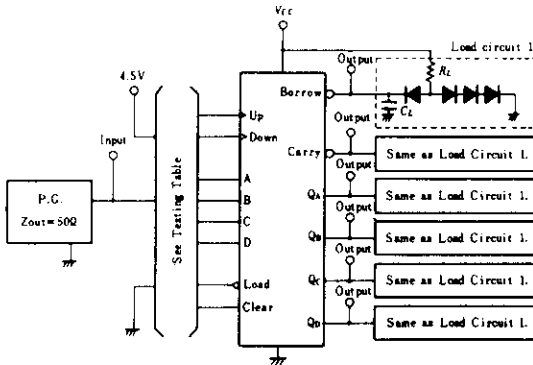 VCC
Output
Load circuit 1
RL
4.5V
Borrow
CL
Up
Output
Input
Down
Carry
Same as Load Circuit 1.
Output
P.G.
Zout=50Ω
See Testing Table
A
QA
Same as Load Circuit 1.
B
Output
C
QB
Same as Load Circuit 1.
D
Output
Load
QC
Same as Load Circuit 1.
Output
Clear
QD
Same as Load Circuit 1.